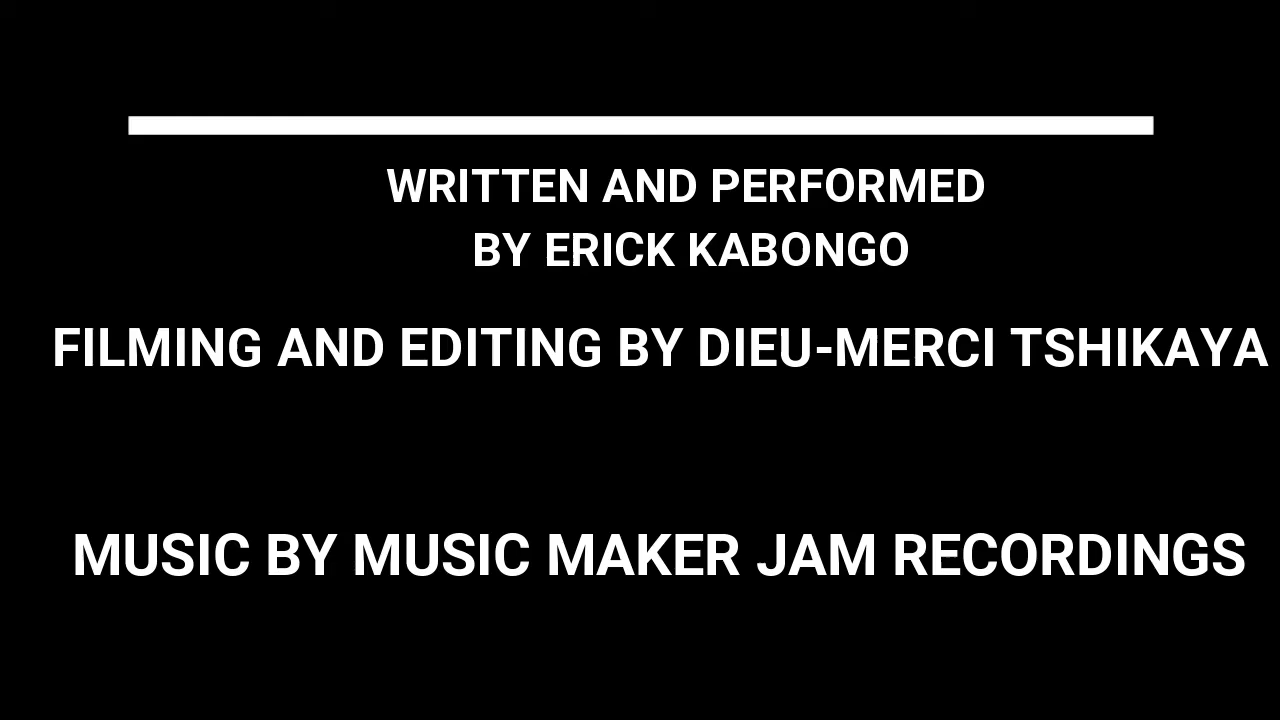 WRITTEN AND PERFORMED
BY ERICK KABONGO
FILMING AND EDITING BY DIEU-MERCI TSHIKAYA
MUSIC BY MUSIC MAKER JAM RECORDINGS